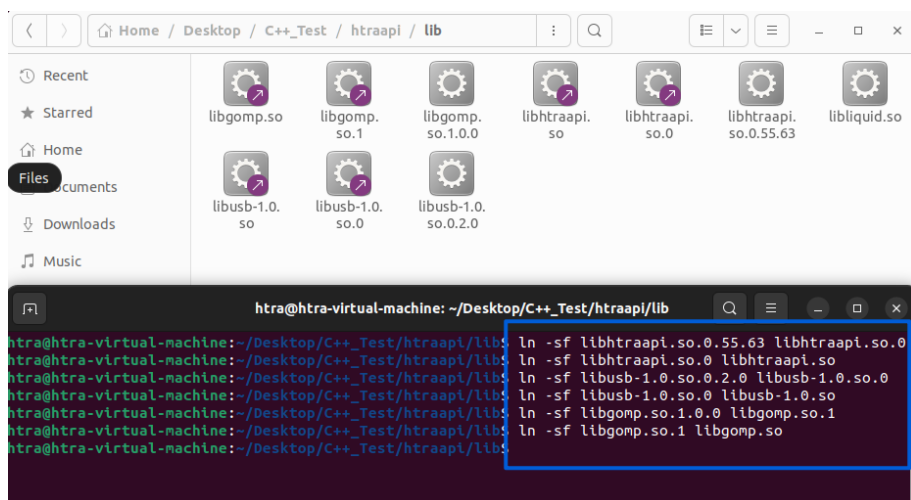 Home / Desktop / C++_Test / htraapi / lib
Recent
Starred
Home
Files
ocuments
Downloads
Music
libgomp.so
libgomp.
so.1
libgomp.
so.1.0.0
libhtraapi.
so
libhtraapi.
so.0
libhtraapi.
so.0.55.63
libliquid.so
libusb-1.0.
so
libusb-1.0.
so.0
libusb-1.0.
so.0.2.0
htra@htra-virtual-machine: ~/Desktop/C++_Test/htraapi/lib
htra@htra-virtual-machine:~/Desktop/C++_Test/htraapi/lib$ ln -sf libhtraapi.so.0.55.63 libhtraapi.so.0
htra@htra-virtual-machine:~/Desktop/C++_Test/htraapi/lib$ ln -sf libhtraapi.so.0 libhtraapi.so
htra@htra-virtual-machine:~/Desktop/C++_Test/htraapi/lib$ ln -sf libusb-1.0.so.0.2.0 libusb-1.0.so.0
htra@htra-virtual-machine:~/Desktop/C++_Test/htraapi/lib$ ln -sf libusb-1.0.so.0 libusb-1.0.so
htra@htra-virtual-machine:~/Desktop/C++_Test/htraapi/lib$ ln -sf libgomp.so.1.0.0 libgomp.so.1
htra@htra-virtual-machine:~/Desktop/C++_Test/htraapi/lib$ ln -sf libgomp.so.1 libgomp.so
htra@htra-virtual-machine:~/Desktop/C++_Test/htraapi/lib$